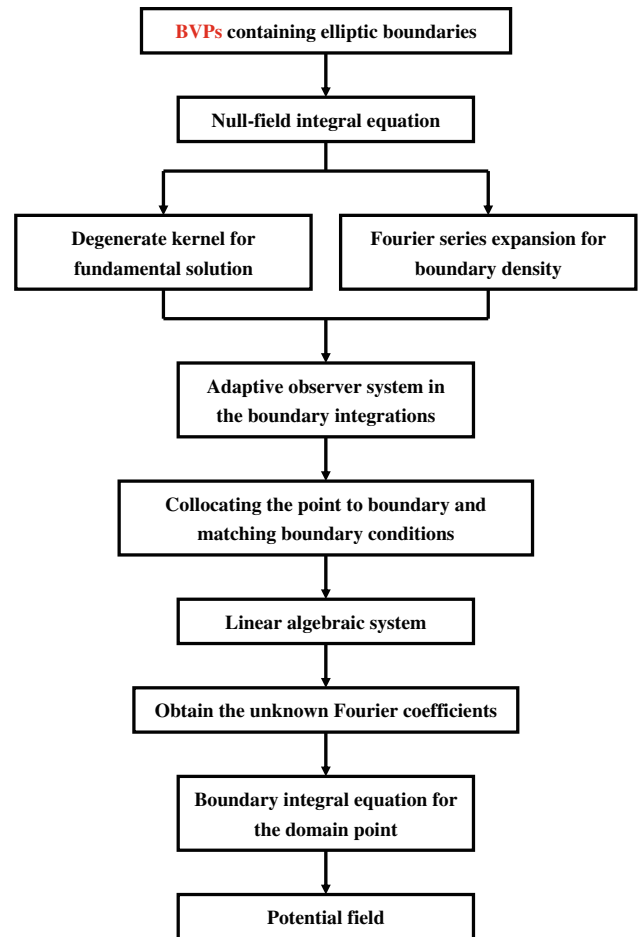 BVPs containing elliptic boundaries
Null-field integral equation
Degenerate kernel for
fundamental solution
Fourier series expansion for
boundary density
Adaptive observer system in
the boundary integrations
Collocating the point to boundary and
matching boundary conditions
Linear algebraic system
Obtain the unknown Fourier coefficients
Boundary integral equation for
the domain point
Potential field